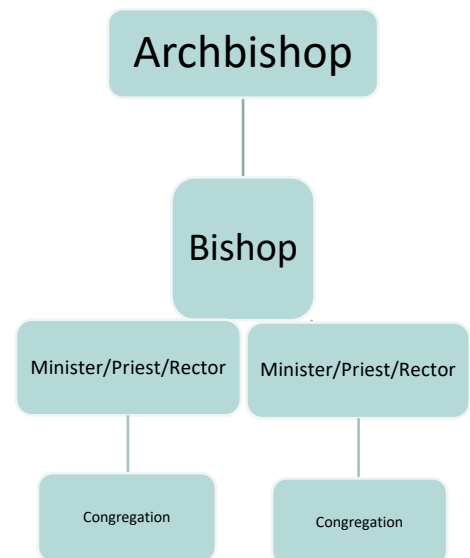 Archbishop
Bishop
Minister/Priest/Rector
Minister/Priest/Rector
Congregation
Congregation